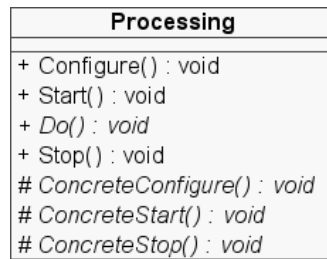 Processing
+ Configure() : void
+ Start() : void
+ Do() : void
+ Stop() : void
# ConcreteConfigure() : void
# ConcreteStart() : void
# ConcreteStop() : void